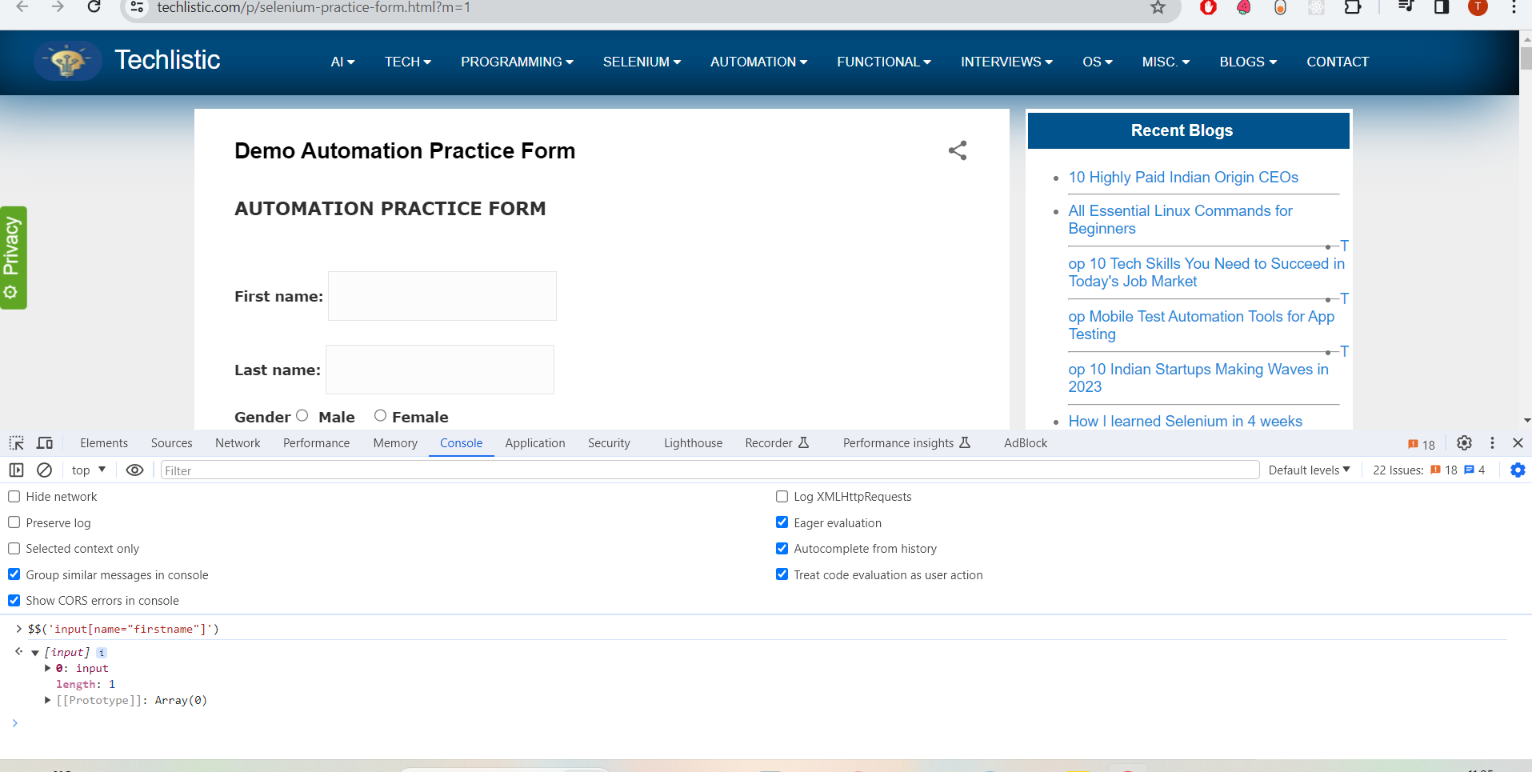 techlistic.com/p/selenium-practice-form.html?m=1
T
Techlistic
AI TECH PROGRAMMING SELENIUM AUTOMATION FUNCTIONAL INTERVIEWS OS MISC. BLOGS CONTACT
Privacy
Demo Automation Practice Form
AUTOMATION PRACTICE FORM
First name:
Last name:
Gender Male Female
Recent Blogs
10 Highly Paid Indian Origin CEOs
All Essential Linux Commands for
Beginners
T
op 10 Tech Skills You Need to Succeed in
Today's Job Market
T
op Mobile Test Automation Tools for App
Testing
T
op 10 Indian Startups Making Waves in
2023
How I learned Selenium in 4 weeks
Elements Sources Network Performance Memory Console Application Security Lighthouse Recorder Performance insights AdBlock 18
top Filter Default levels 22 Issues: 18 4
Hide network Log XMLHttpRequests
Preserve log Eager evaluation
Selected context only Autocomplete from history
Group similar messages in console Treat code evaluation as user action
Show CORS errors in console
> $$('input[name="firstname"]')
[input] i
0: input
length: 1
[[Prototype]]: Array(0)
>